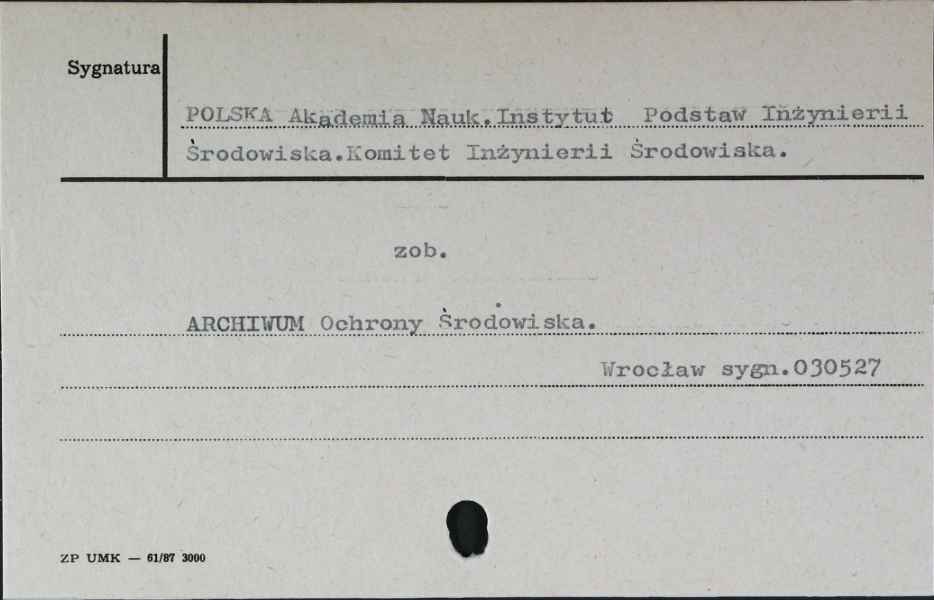 Sygnatura
POLSKA Akademia Nauk.Instytut Podstaw Inżynierii
Środowiska.Komitet Inżynierii Środowiska.
zob.
ARCHIWUM Ochrony Środowiska.
Wrocław sygn.030527
ZP UMK — 61/87 3000